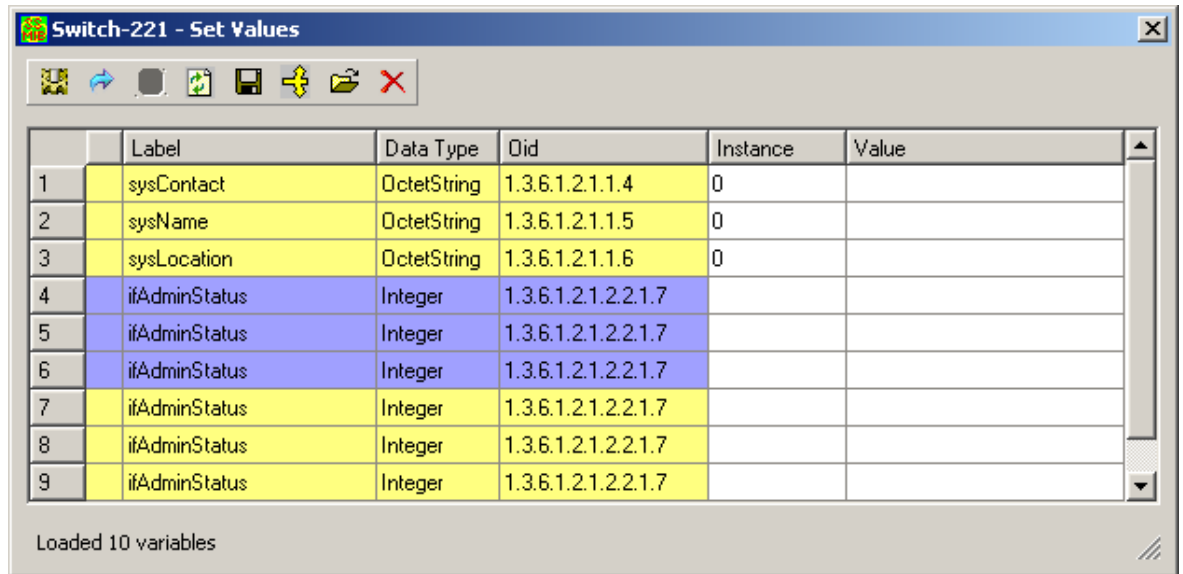 SS
MIB
Switch-221 - Set Values
Label Data Type Oid Instance Value
1 sysContact OctetString 1.3.6.1.2.1.1.4 0
2 sysName OctetString 1.3.6.1.2.1.1.5 0
3 sysLocation OctetString 1.3.6.1.2.1.1.6 0
4 ifAdminStatus Integer 1.3.6.1.2.1.2.2.1.7
5 ifAdminStatus Integer 1.3.6.1.2.1.2.2.1.7
6 ifAdminStatus Integer 1.3.6.1.2.1.2.2.1.7
7 ifAdminStatus Integer 1.3.6.1.2.1.2.2.1.7
8 ifAdminStatus Integer 1.3.6.1.2.1.2.2.1.7
9 ifAdminStatus Integer 1.3.6.1.2.1.2.2.1.7
Loaded 10 variables